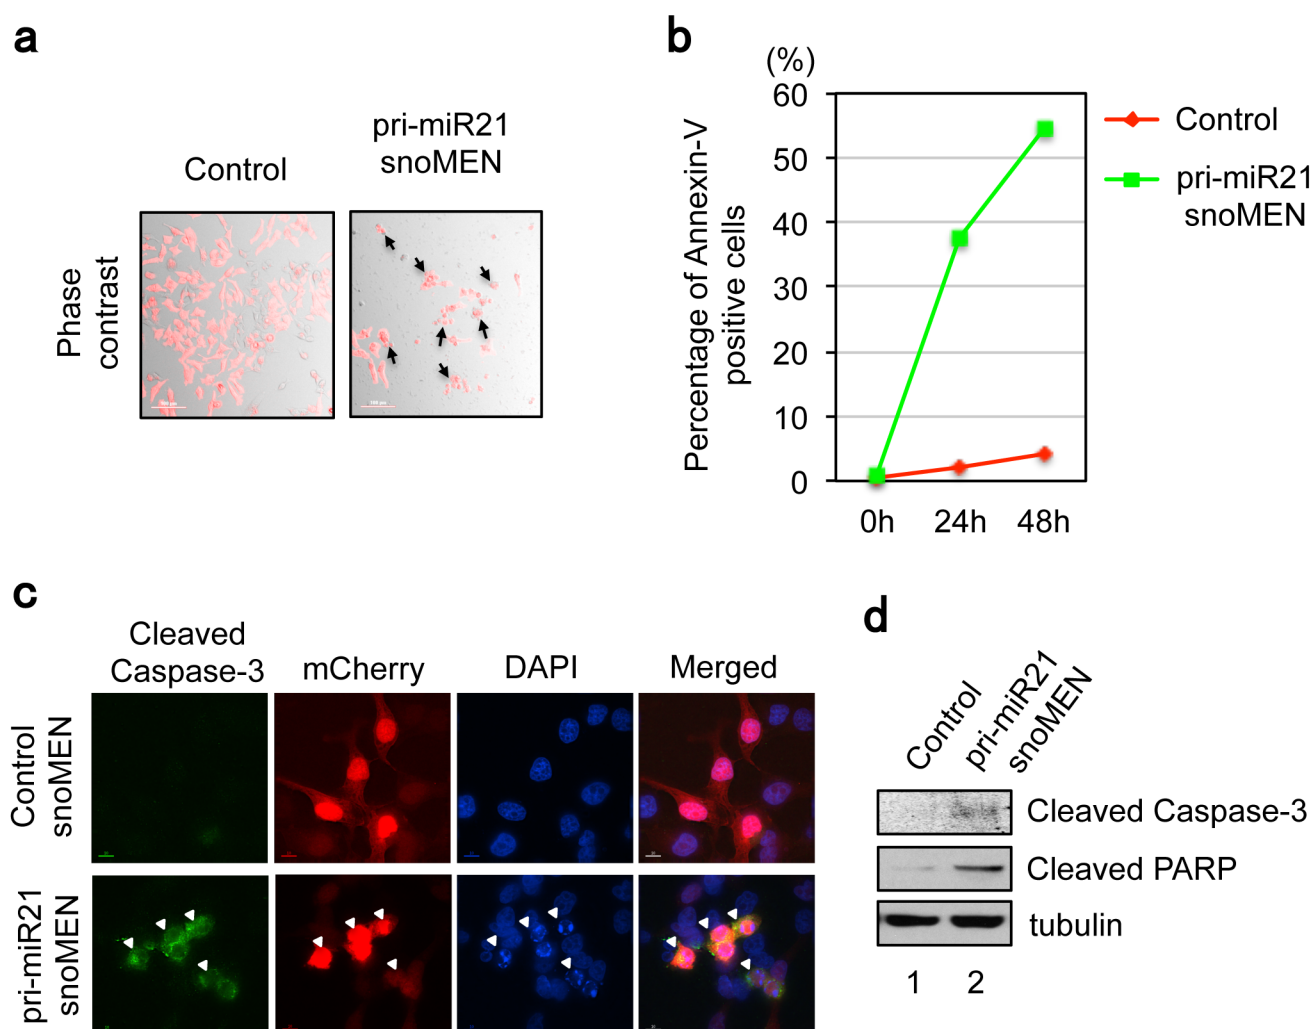 a
Control
pri-miR21
snoMEN
Phase
contrast
b
(%)
60
50
40
30
20
10
0
Percentage of Annexin-V
positive cells
0h
24h
48h
Control
pri-miR21
snoMEN
c
Cleaved
Caspase-3
mCherry
DAPI
Merged
Control
snoMEN
pri-miR21
snoMEN
d
Control
pri-miR21
snoMEN
Cleaved Caspase-3
Cleaved PARP
tubulin
1
2